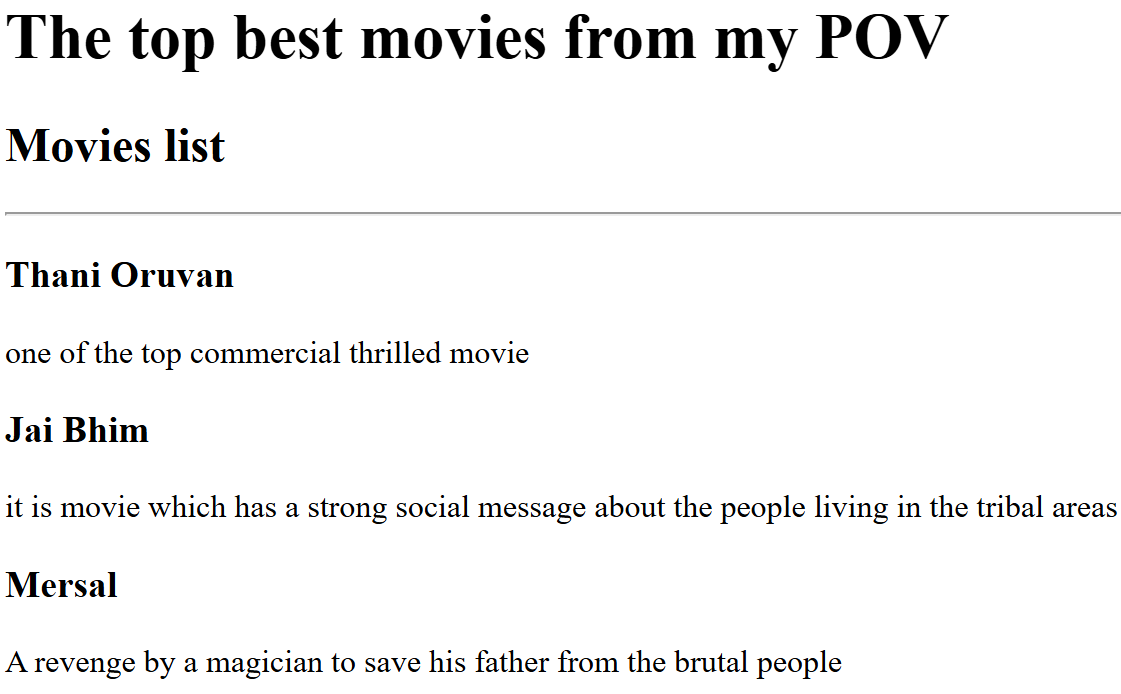 The top best movies from my POV
Movies list
Thani Oruvan
one of the top commercial thrilled movie
Jai Bhim
it is movie which has a strong social message about the people living in the tribal areas
Mersal
A revenge by a magician to save his father from the brutal people